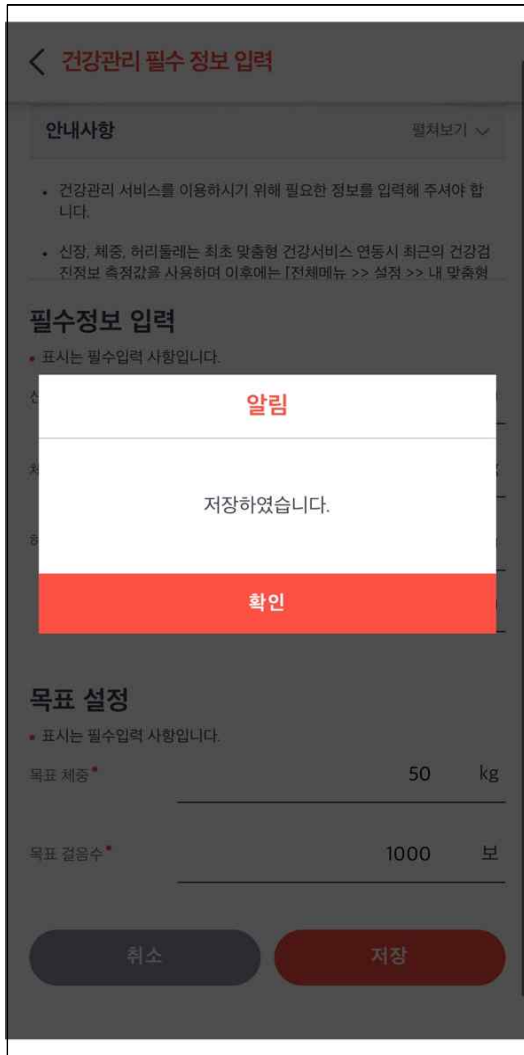 건강관리 필수 정보 입력
안내사항 펼쳐보기
• 건강관리 서비스를 이용하시기 위해 필요한 정보를 입력해 주셔야 합
니다.
• 신장, 체중, 허리둘레는 최초 맞춤형 건강서비스 연동시 최근의 건강검
진정보 측정값을 사용하며 이후에는 [전체메뉴 >> 설정 >> 내 맞춤형
필수정보 입력
• 표시는 필수입력 사항입니다.
알림
저장하였습니다.
확인
목표 설정
• 표시는 필수입력 사항입니다.
목표 체중• 50 kg
목표 걸음수• 1000 보
취소 저장